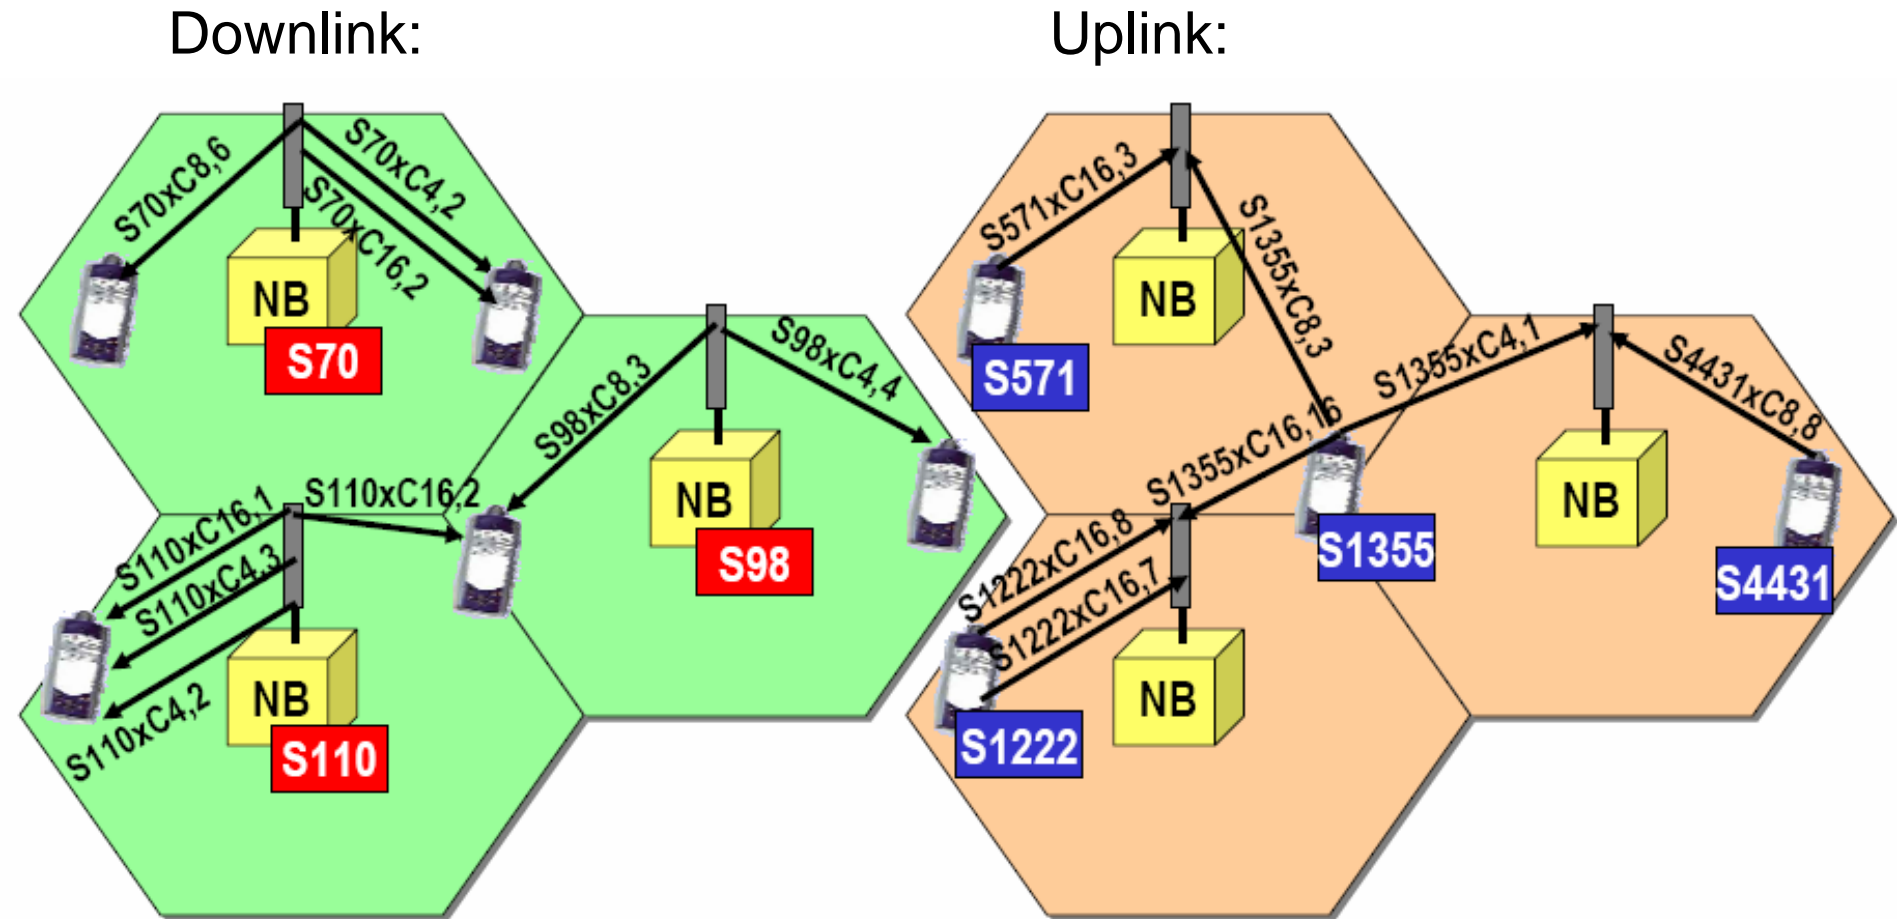 Downlink:
Uplink:
S70xC8,6
S70xC4,2
S70xC16,2
NB
S70
S98xC8,3
S98xC4,4
NB
S98
S110xC16,1
S110xC16,2
S110xC4,3
S110xC4,2
NB
S110
S571xC16,3
S1355xC8,3
NB
S571
S1355xC4,1
S4431xC8,8
S1355xC16,16
NB
S1355
S4431
S1222xC16,8
S1222xC16,7
NB
S1222